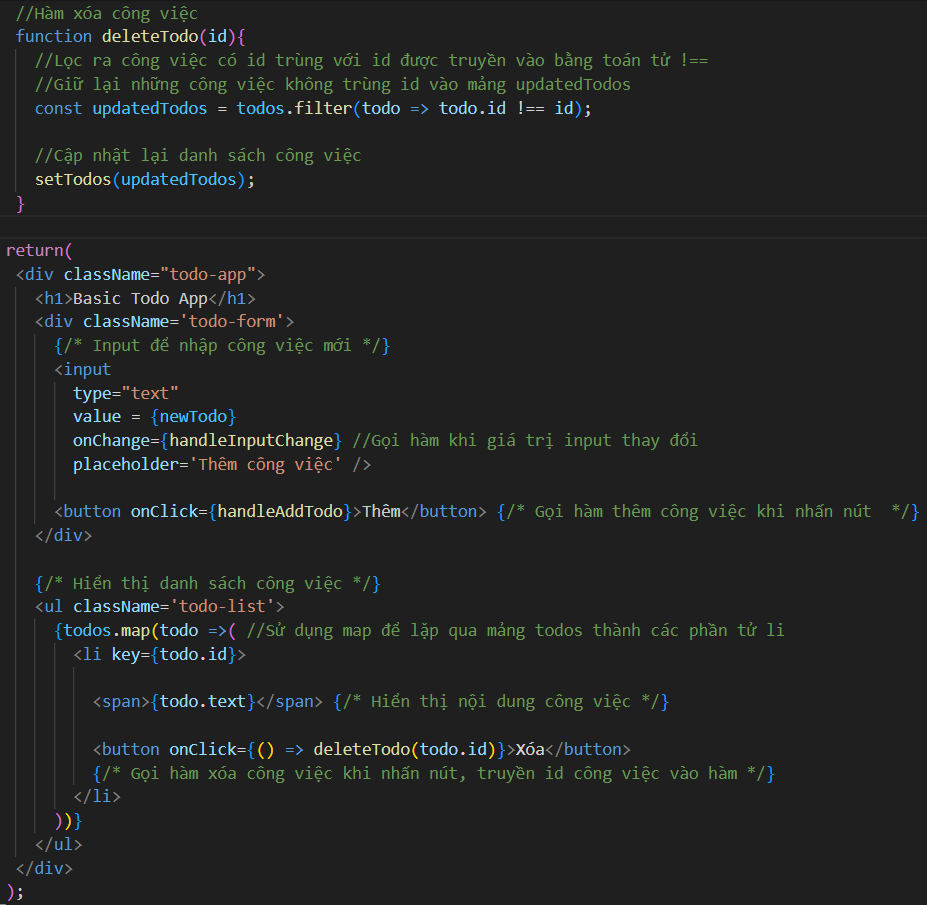 //Hàm xóa công việc
function deleteTodo(id){
//Lọc ra công việc có id trùng với id được truyền vào bằng toán tử !==
//Giữ lại những công việc không trùng id vào mảng updatedTodos
const updatedTodos = todos.filter(todo => todo.id !== id);
//Cập nhật lại danh sách công việc
setTodos(updatedTodos);
}
return(
<div className="todo-app">
<h1>Basic Todo App</h1>
<div className='todo-form'>
{/* Input để nhập công việc mới */}
<input
type="text"
value = {newTodo}
onChange={handleInputChange} //Gọi hàm khi giá trị input thay đổi
placeholder='Thêm công việc' />
<button onClick={handleAddTodo}>Thêm</button> {/* Gọi hàm thêm công việc khi nhấn nút  */}
</div>
{/* Hiển thị danh sách công việc */}
<ul className='todo-list'>
{todos.map(todo =>( //Sử dụng map để lặp qua mảng todos thành các phần tử li
<li key={todo.id}>
<span>{todo.text}</span> {/* Hiển thị nội dung công việc */}
<button onClick={() => deleteTodo(todo.id)}>Xóa</button>
{/* Gọi hàm xóa công việc khi nhấn nút, truyền id công việc vào hàm */}
</li>
))}
</ul>
</div>
);